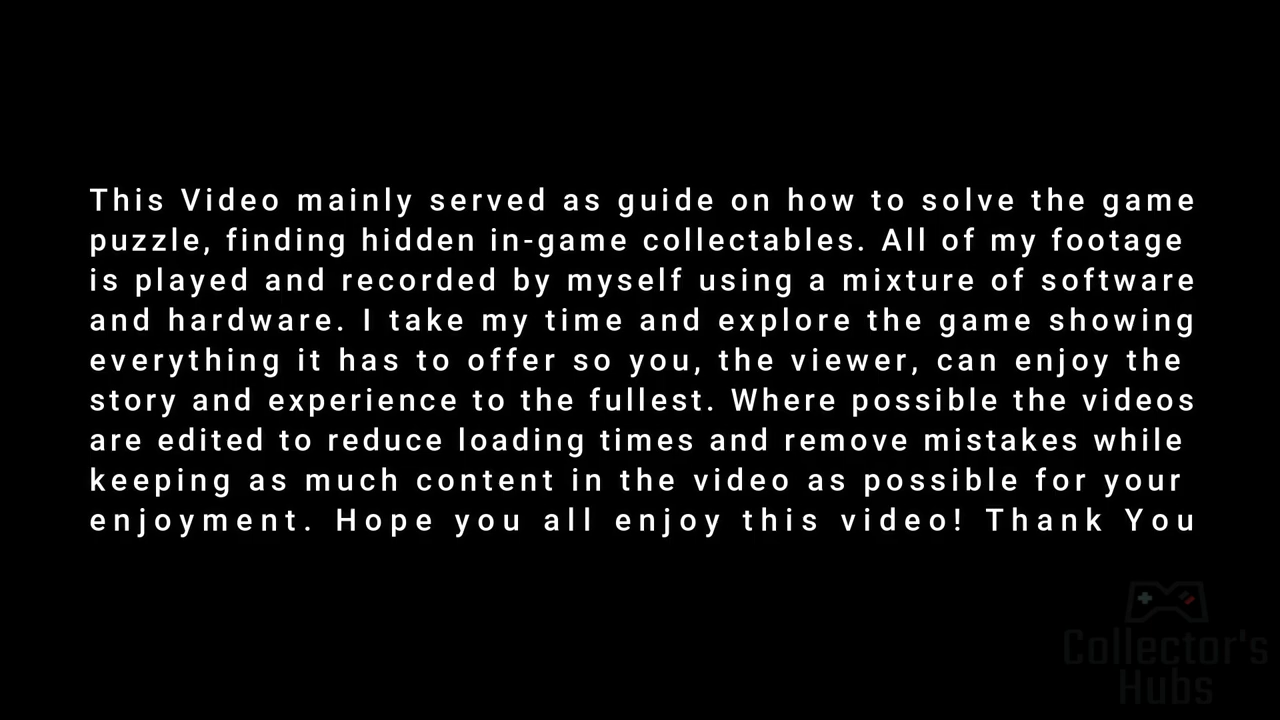 This Video mainly served as guide on how to solve the game
puzzle, finding hidden in-game collectables. All of my footage
is played and recorded by myself using a mixture of software
and hardware. I take my time and explore the game showing
everything it has to offer so you, the viewer, can enjoy the
story and experience to the fullest. Where possible the videos
are edited to reduce loading times and remove mistakes while
keeping as much content in the video as possible for your
enjoyment. Hope you all enjoy this video! Thank You
Collector's
Hubs